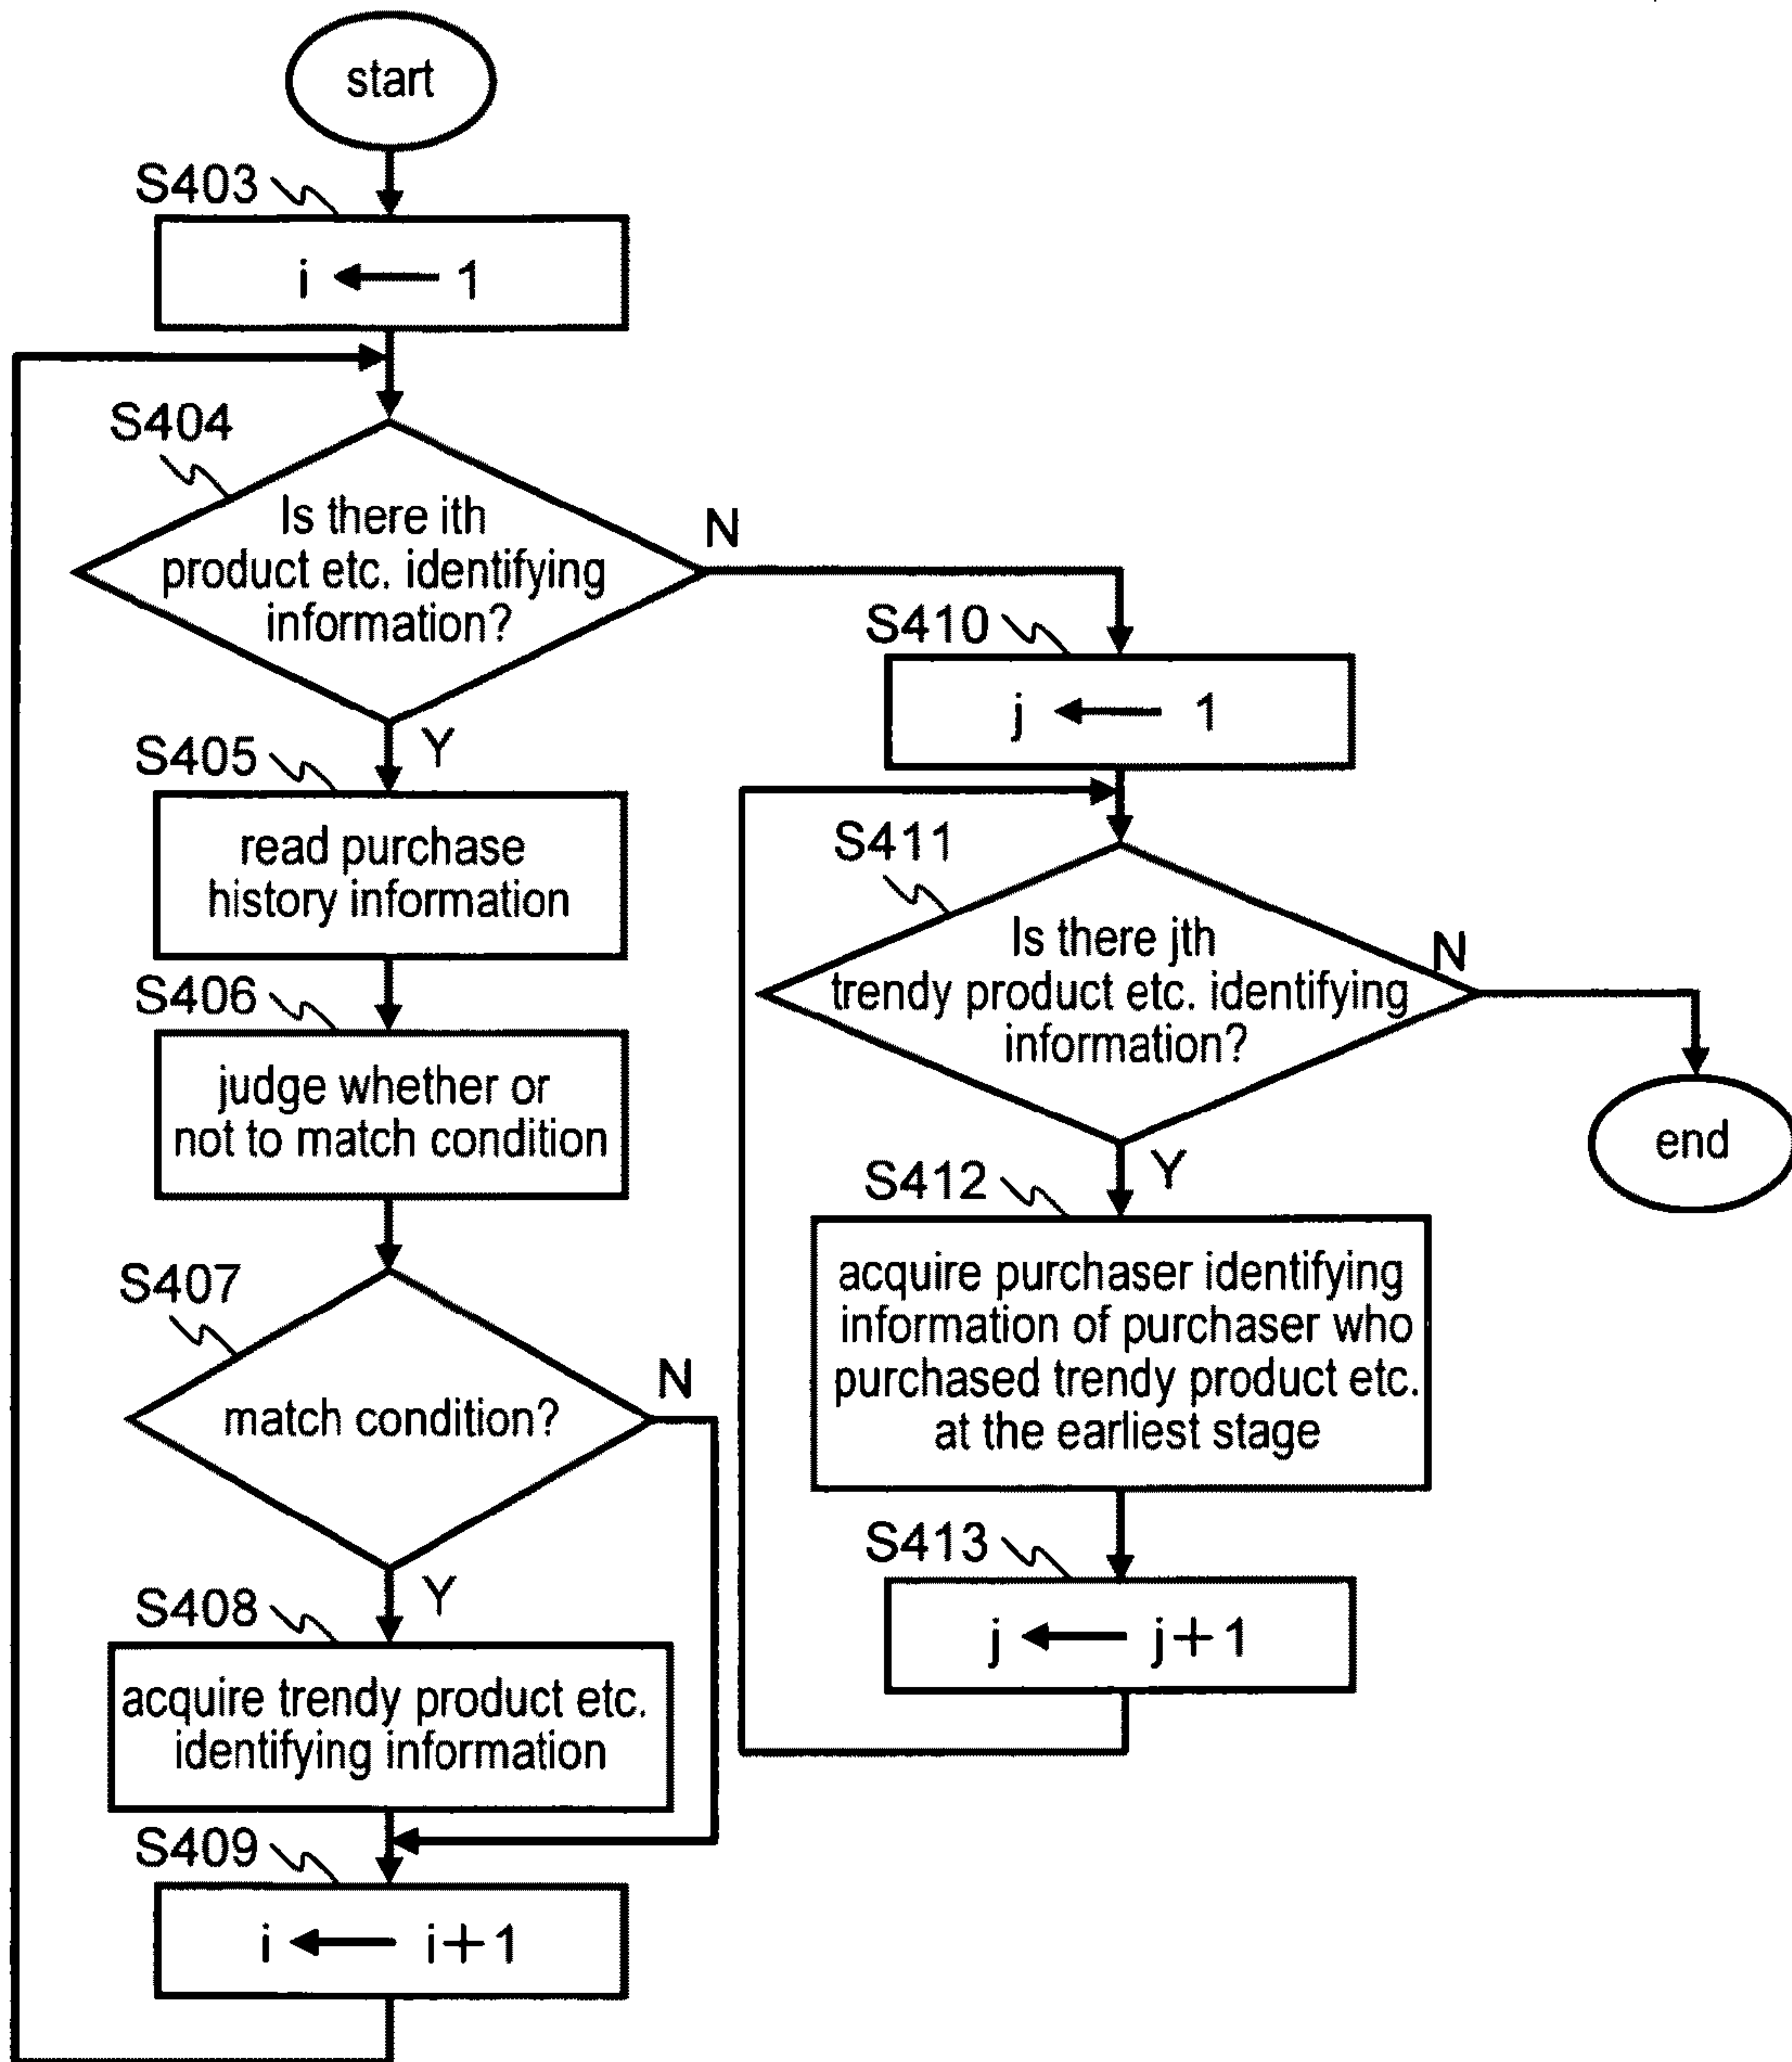 start
S403
i ← 1
S404
Is there ith
product etc. identifying
information?
N
Y
S405
read purchase
history information
S406
judge whether or
not to match condition
S407
match condition?
N
Y
S408
acquire trendy product etc.
identifying information
S409
i ← i+1
S410
j ← 1
S411
Is there jth
trendy product etc. identifying
information?
N
Y
end
S412
acquire purchaser identifying
information of purchaser who
purchased trendy product etc.
at the earliest stage
S413
j ← j+1